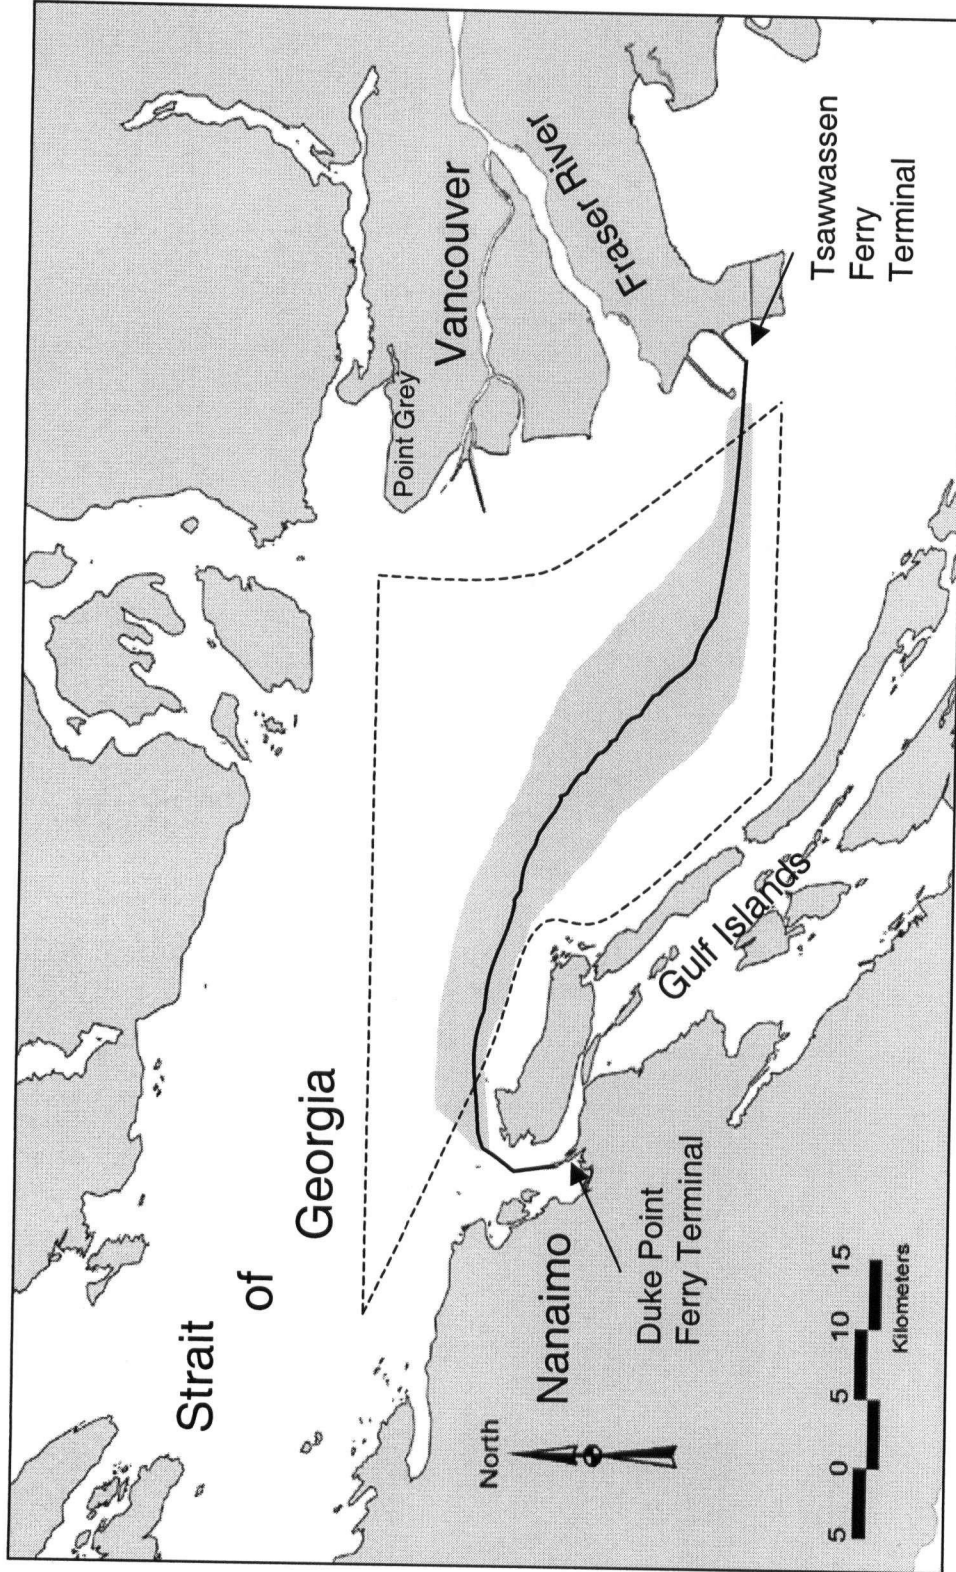 Strait
of
Georgia
Point Grey
Vancouver
Fraser River
Tsawwassen
Ferry
Terminal
Gulf Islands
Nanaimo
Duke Point
Ferry Terminal
North
5 0 5 10 15
Kilometers